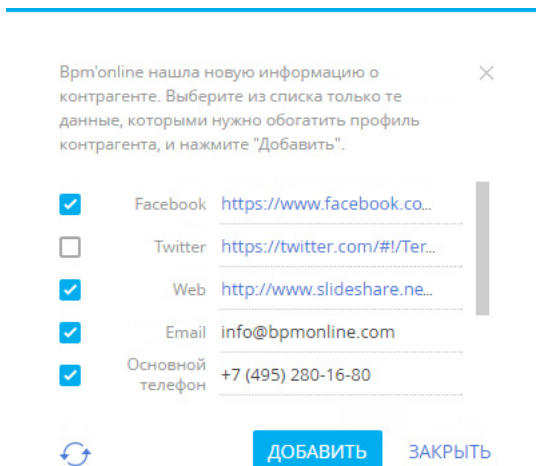 Bpm'online нашла новую информацию о
контрагенте. Выберите из списка только те
данные, которыми нужно обогатить профиль
контрагента, и нажмите "Добавить".
Facebook https://www.facebook.co...
Twitter https://twitter.com/#!/Ter...
Web http://www.slideshare.ne...
Email info@bpmonline.com
Основной
телефон +7 (495) 280-16-80
ДОБАВИТЬ ЗАКРЫТЬ